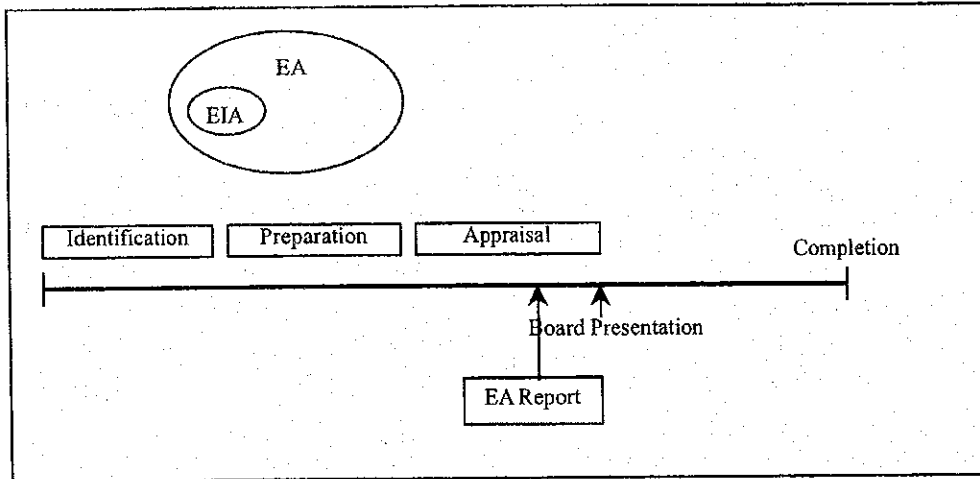 EA
EIA
Identification
Preparation
Appraisal
Completion
Board Presentation
EA Report